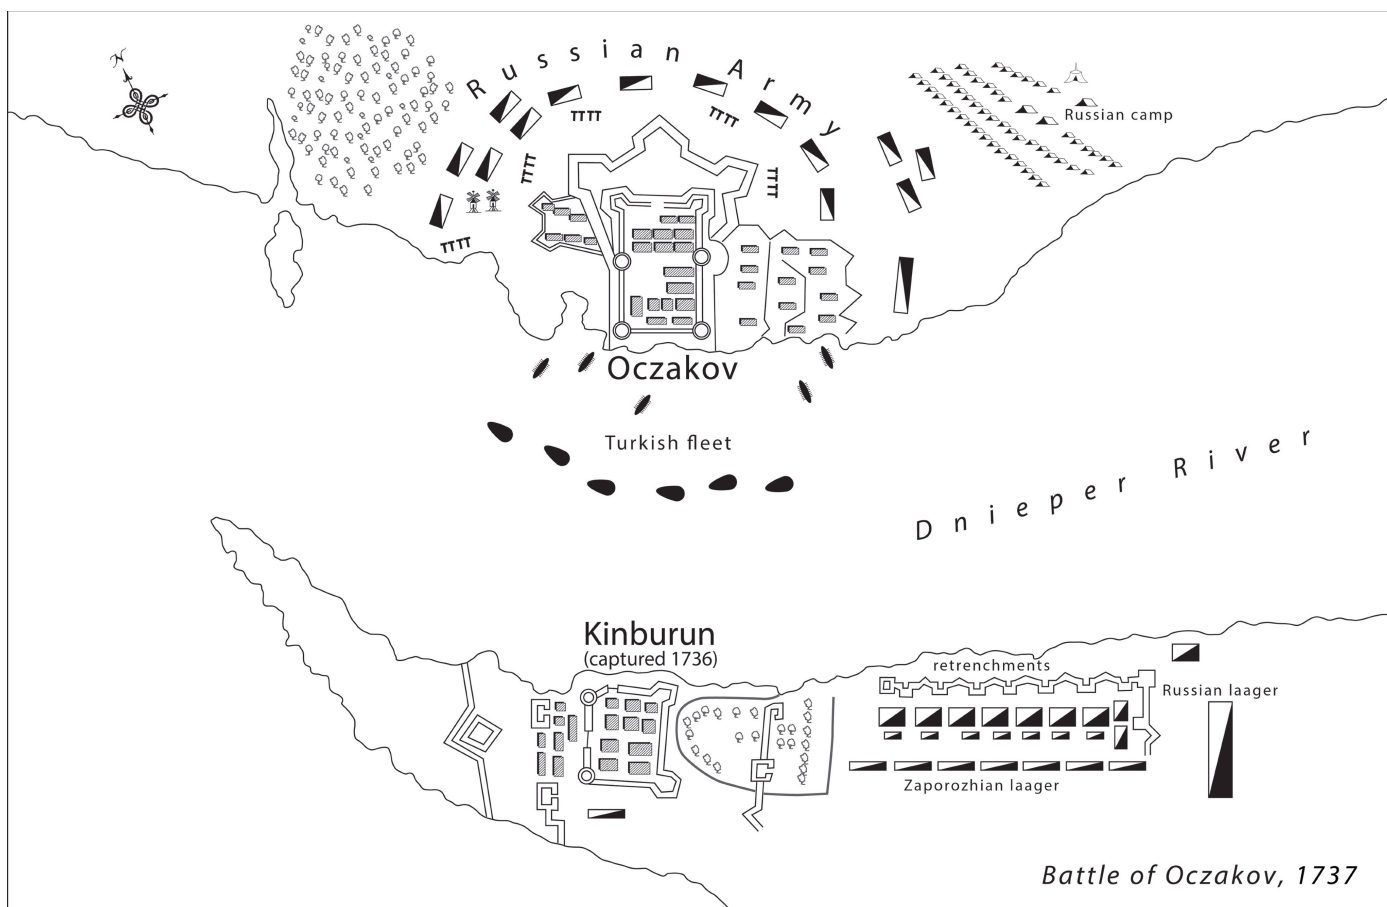 N
Russian Army
Russian camp
Oczakov
Turkish fleet
Dnieper River
Kinburun
(captured 1736)
retrenchments
Russian laager
Zaporozhian laager
Battle of Oczakov, 1737